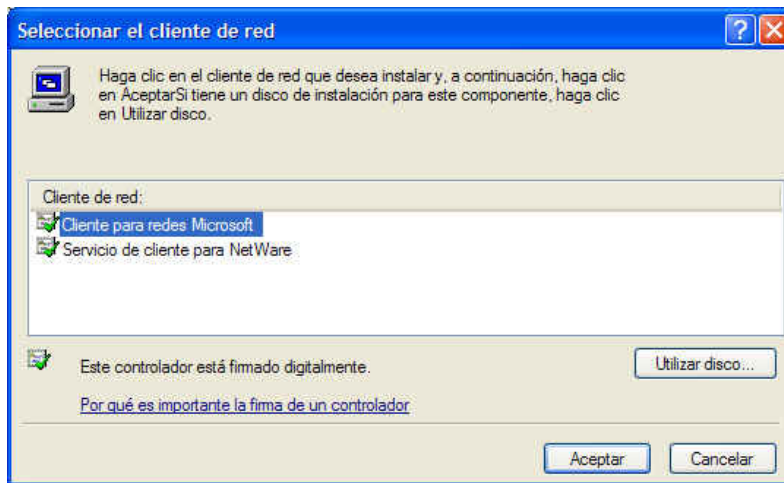 Seleccionar el cliente de red
Haga clic en el cliente de red que desea instalar y, a continuación, haga clic
en AceptarSi tiene un disco de instalación para este componente, haga clic
en Utilizar disco.
Cliente de red:
Cliente para redes Microsoft
Servicio de cliente para NetWare
Este controlador está firmado digitalmente.
Utilizar disco...
Por qué es importante la firma de un controlador
Aceptar
Cancelar